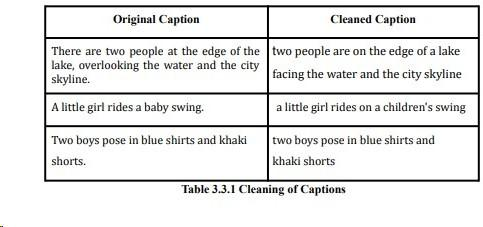 Original Caption
Cleaned Caption
There are two people at the edge of the
lake, overlooking the water and the city
skyline.
two people are on the edge of a lake
facing the water and the city skyline
A little girl rides a baby swing.
a little girl rides on a children's swing
Two boys pose in blue shirts and khaki
shorts.
two boys pose in blue shirts and
khaki shorts
Table 3.3.1 Cleaning of Captions